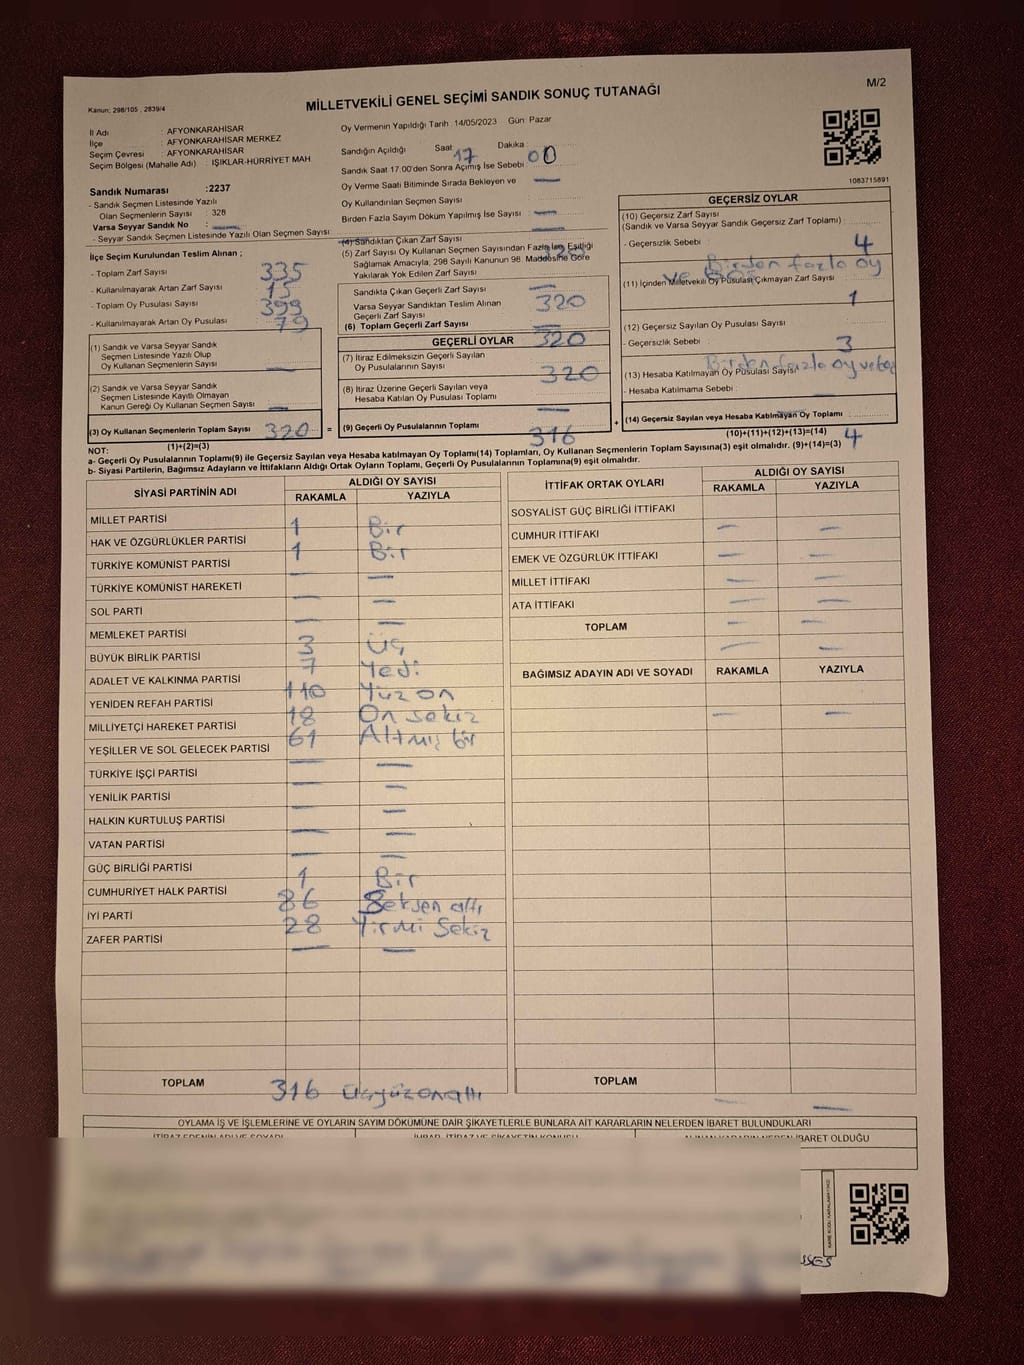 Kanun; 298/105 , 2839/4
MİLLETVEKİLİ GENEL SEÇİMİ SANDIK SONUÇ TUTANAĞI
M/2
İl Adı : AFYONKARAHİSAR
İlçe : AFYONKARAHİSAR MERKEZ
Seçim Çevresi : AFYONKARAHİSAR
Seçim Bölgesi (Mahalle Adı) : IŞIKLAR-HÜRRİYET MAH.
Oy Vermenin Yapıldığı Tarih : 14/05/2023 Gün : Pazar
Sandığın Açıldığı Saat 17 Dakika : 00
Sandık Saat 17:00'den Sonra Açımış İse Sebebi
Oy Verme Saati Bitiminde Sırada Bekleyen ve —
Oy Kullandırılan Seçmen Sayısı
Birden Fazla Sayım Döküm Yapılmış İse Sayısı —
1083715891
Sandık Numarası :2237
- Sandık Seçmen Listesinde Yazılı
Olan Seçmenlerin Sayısı : 328
Varsa Seyyar Sandık No : —
- Seyyar Sandık Seçmen Listesinde Yazılı Olan Seçmen Sayısı:
İlçe Seçim Kurulundan Teslim Alınan ;
- Toplam Zarf Sayısı 335
- Kullanılmayarak Artan Zarf Sayısı 15
- Toplam Oy Pusulası Sayısı 399
- Kullanılmayarak Artan Oy Pusulası 79
(1) Sandık ve Varsa Seyyar Sandık
Seçmen Listesinde Yazılı Olup
Oy Kullanan Seçmenlerin Sayısı —
(2) Sandık ve Varsa Seyyar Sandık
Seçmen Listesinde Kayıtlı Olmayan
Kanun Gereği Oy Kullanan Seçmen Sayısı —
(3) Oy Kullanan Seçmenlerin Toplam Sayısı 320 =
(1)+(2)=(3)
(4) Sandıktan Çıkan Zarf Sayısı
(5) Zarf Sayısı Oy Kullanan Seçmen Sayısından Fazla İse, Eşitliği
Sağlamak Amacıyla, 298 Sayılı Kanunun 98. Maddesine Göre
Yakılarak Yok Edilen Zarf Sayısı
Sandıkta Çıkan Geçerli Zarf Sayısı —
Varsa Seyyar Sandıktan Teslim Alınan
Geçerli Zarf Sayısı 320
(6) Toplam Geçerli Zarf Sayısı —
GEÇERLİ OYLAR 320
(7) İtiraz Edilmeksizin Geçerli Sayılan
Oy Pusulalarının Sayısı 320
(8) İtiraz Üzerine Geçerli Sayılan veya
Hesaba Katılan Oy Pusulası Toplamı —
(9) Geçerli Oy Pusulalarının Toplamı 316 +
GEÇERSİZ OYLAR
(10) Geçersiz Zarf Sayısı
(Sandık ve Varsa Seyyar Sandık Geçersiz Zarf Toplamı) :
- Geçersizlik Sebebi : 4
Birden fazla oy
ve boş
(11) İçinden Milletvekili Oy Pusulası Çıkmayan Zarf Sayısı
1
(12) Geçersiz Sayılan Oy Pusulası Sayısı
- Geçersizlik Sebebi : 3
Birden fazla oy ve boş
(13) Hesaba Katılmayan Oy Pusulası Sayısı
- Hesaba Katılmama Sebebi :
(14) Geçersiz Sayılan veya Hesaba Katılmayan Oy Toplamı
(10)+(11)+(12)+(13)=(14) 4
NOT:
a- Geçerli Oy Pusulalarının Toplamı(9) ile Geçersiz Sayılan veya Hesaba katılmayan Oy Toplamı(14) Toplamları, Oy Kullanan Seçmenlerin Toplam Sayısına(3) eşit olmalıdır. (9)+(14)=(3)
b- Siyasi Partilerin, Bağımsız Adayların ve İttifakların Aldığı Ortak Oyların Toplamı, Geçerli Oy Pusulalarının Toplamına(9) eşit olmalıdır.
SİYASİ PARTİNİN ADI ALDIĞI OY SAYISI
RAKAMLA YAZIYLA
MİLLET PARTİSİ 1 Bir
HAK VE ÖZGÜRLÜKLER PARTİSİ 1 Bir
TÜRKİYE KOMÜNİST PARTİSİ — —
TÜRKİYE KOMÜNİST HAREKETİ — —
SOL PARTİ — —
MEMLEKET PARTİSİ 3 Üç
BÜYÜK BİRLİK PARTİSİ 7 Yedi
ADALET VE KALKINMA PARTİSİ 110 Yüz on
YENİDEN REFAH PARTİSİ 18 On sekiz
MİLLİYETÇİ HAREKET PARTİSİ 61 Altmış bir
YEŞİLLER VE SOL GELECEK PARTİSİ — —
TÜRKİYE İŞÇİ PARTİSİ — —
YENİLİK PARTİSİ — —
HALKIN KURTULUŞ PARTİSİ — —
VATAN PARTİSİ — —
GÜÇ BİRLİĞİ PARTİSİ 1 Bir
CUMHURİYET HALK PARTİSİ 86 Seksen altı
İYİ PARTİ 28 Yirmi Sekiz
ZAFER PARTİSİ — —
TOPLAM 316 Üçyüzonaltı
İTTİFAK ORTAK OYLARI ALDIĞI OY SAYISI
RAKAMLA YAZIYLA
SOSYALİST GÜÇ BİRLİĞİ İTTİFAKI — —
CUMHUR İTTİFAKI — —
EMEK VE ÖZGÜRLÜK İTTİFAKI — —
MİLLET İTTİFAKI — —
ATA İTTİFAKI — —
TOPLAM — —
BAĞIMSIZ ADAYIN ADI VE SOYADI RAKAMLA YAZIYLA
— —
TOPLAM — —
OYLAMA İŞ VE İŞLEMLERİNE VE OYLARIN SAYIM DÖKÜMÜNE DAİR ŞİKAYETLERLE BUNLARA AİT KARARLARIN NELERDEN İBARET BULUNDUKLARI
İBARET OLDUĞU